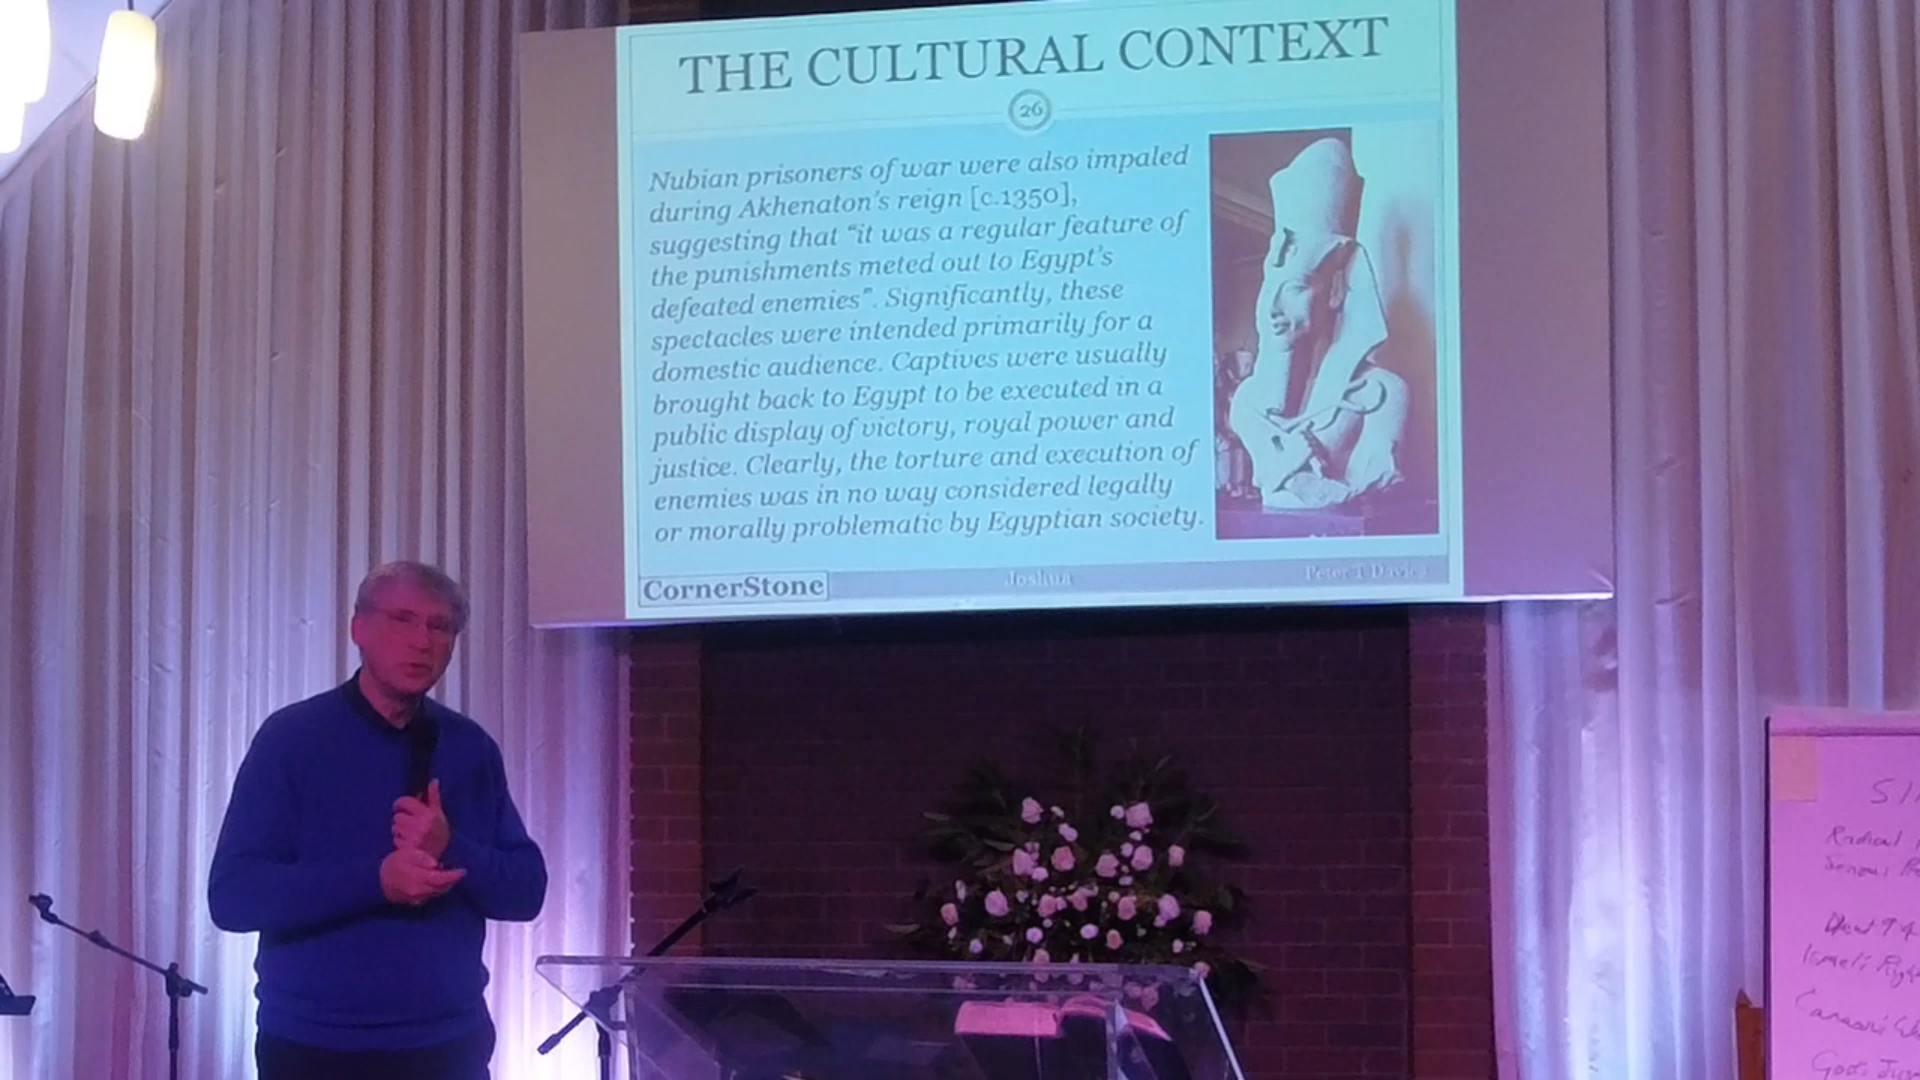 THE CULTURAL CONTEXT
26
Nubian prisoners of war were also impaled
during Akhenaton's reign [c.1350],
suggesting that “it was a regular feature of
the punishments meted out to Egypt's
defeated enemies”. Significantly, these
spectacles were intended primarily for a
domestic audience. Captives were usually
brought back to Egypt to be executed in a
public display of victory, royal power and
justice. Clearly, the torture and execution of
enemies was in no way considered legally
or morally problematic by Egyptian society.
CornerStone
Joshua
Peter T Davies
Radical